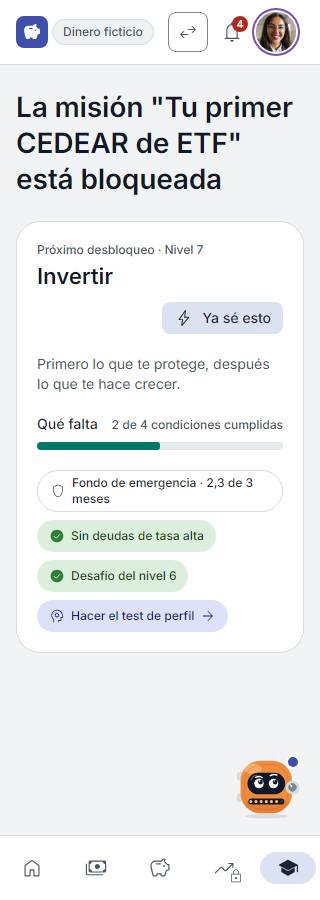 Dinero ficticio
4
La misión "Tu primer
CEDEAR de ETF"
está bloqueada
Próximo desbloqueo · Nivel 7
Invertir
Ya sé esto
Primero lo que te protege, después
lo que te hace crecer.
Qué falta 2 de 4 condiciones cumplidas
Fondo de emergencia · 2,3 de 3
meses
Sin deudas de tasa alta
Desafío del nivel 6
Hacer el test de perfil